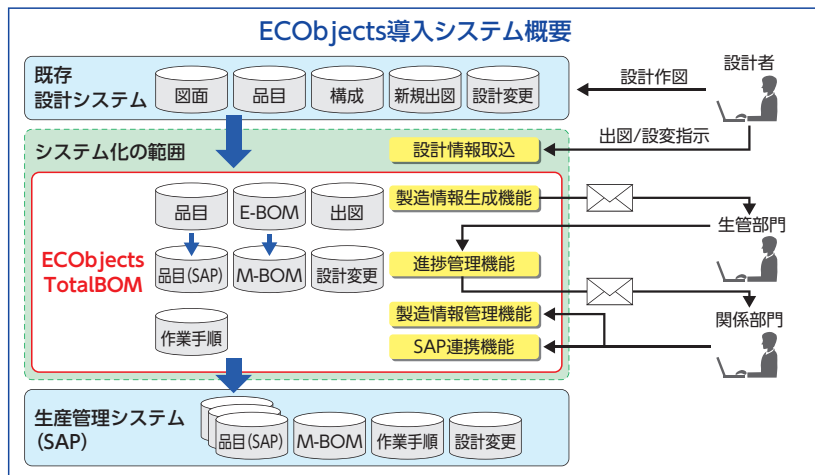 ECObjects導入システム概要
既存
設計システム
図面
品目
構成
新規出図
設計変更
設計作図
設計者
出図/設変指示
システム化の範囲
設計情報取込
ECObjects
TotalBOM
品目
E-BOM
出図
製造情報生成機能
生管部門
品目(SAP)
M-BOM
設計変更
進捗管理機能
作業手順
製造情報管理機能
関係部門
SAP連携機能
生産管理システム
(SAP)
品目(SAP)
M-BOM
作業手順
設計変更